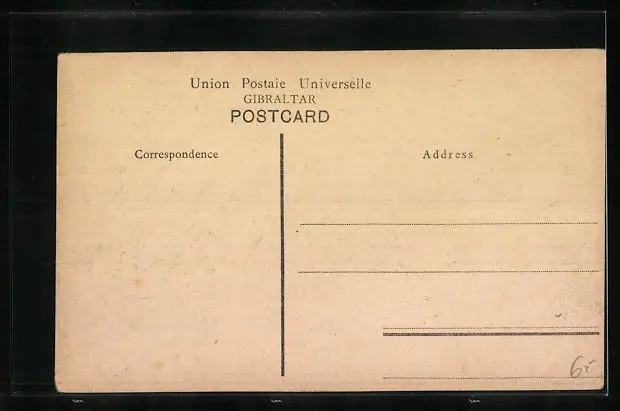 Union Postaie Universelle
GIBRALTAR
POSTCARD
Correspondence
Address
6.-